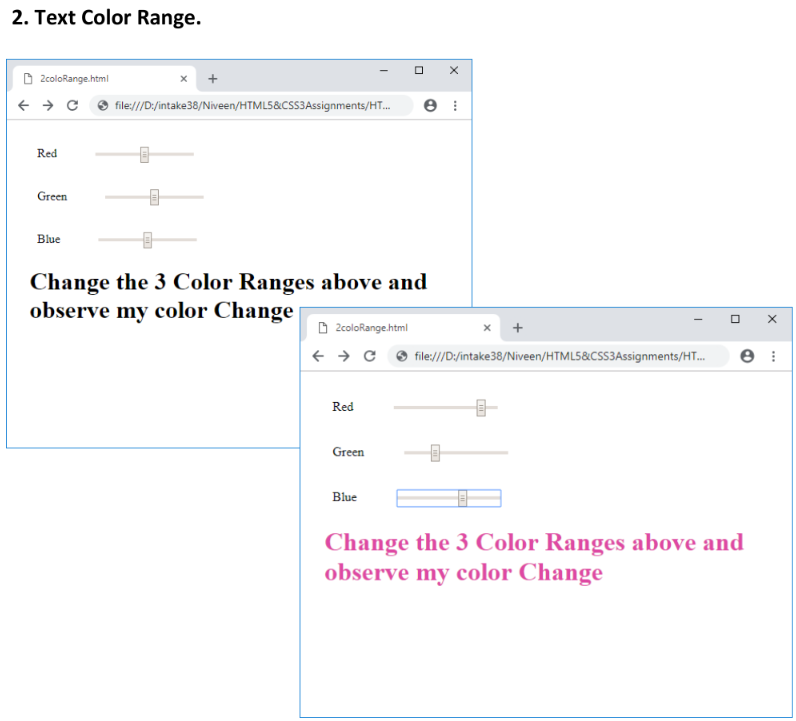 2. Text Color Range.
2coloRange.html
file:///D:/intake38/Niveen/HTML5&CSS3Assignments/HT...
Red
Green
Blue
Change the 3 Color Ranges above and
observe my color Change
2coloRange.html
file:///D:/intake38/Niveen/HTML5&CSS3Assignments/HT...
Red
Green
Blue
Change the 3 Color Ranges above and
observe my color Change